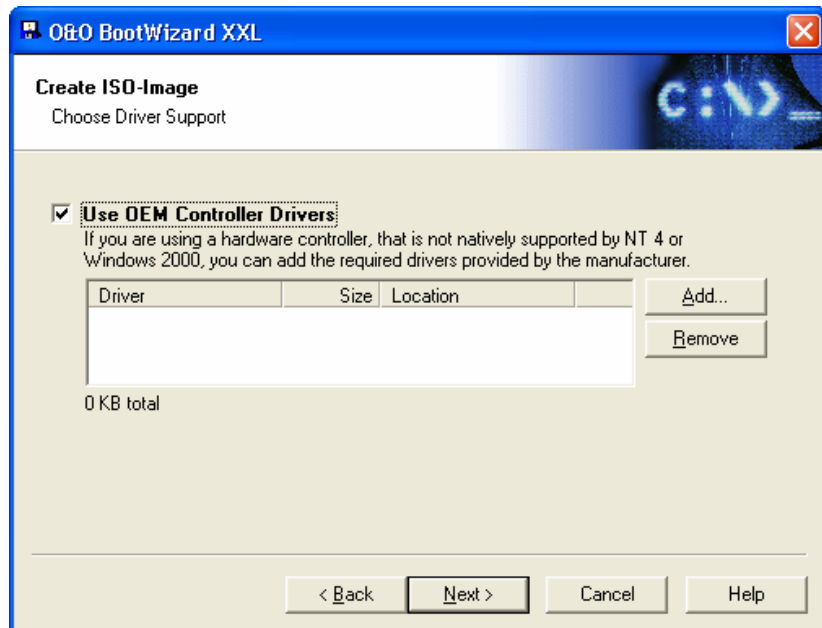 O&O BootWizard XXL
Create ISO-Image
Choose Driver Support
C:\>_
Use OEM Controller Drivers
If you are using a hardware controller, that is not natively supported by NT 4 or
Windows 2000, you can add the required drivers provided by the manufacturer.
Driver Size Location
Add...
Remove
0 KB total
< Back Next > Cancel Help